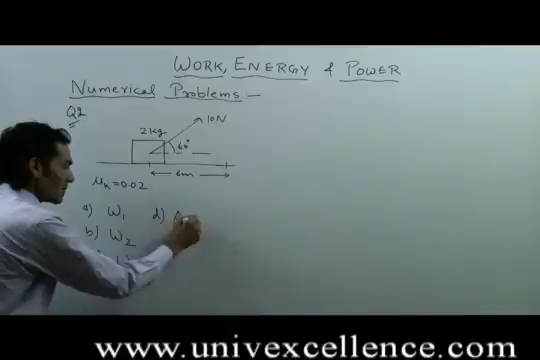 WORK, ENERGY & POWER
Numerical Problems :-
Q2
2kg
10N
60°
6m
μk = 0.02
a) W1
d)
b) W2
www.univexcellence.com